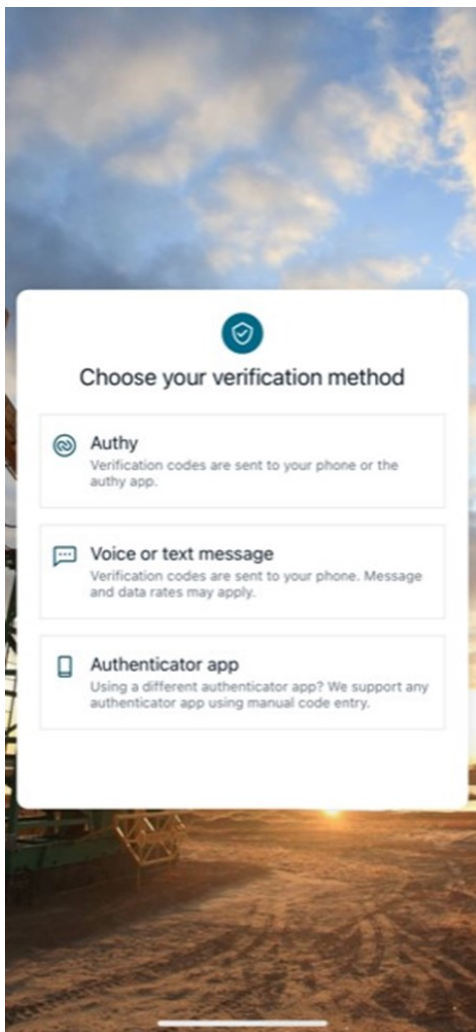 Choose your verification method
Authy
Verification codes are sent to your phone or the
authy app.
Voice or text message
Verification codes are sent to your phone. Message
and data rates may apply.
Authenticator app
Using a different authenticator app? We support any
authenticator app using manual code entry.